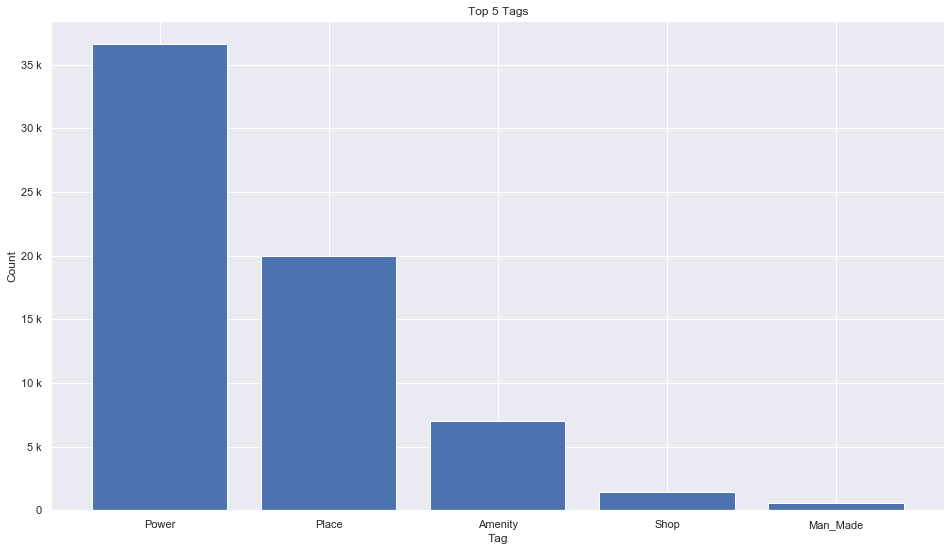 Top 5 Tags
35 k
30 k
25 k
20 k
15 k
10 k
5 k
0
Count
Power Place Amenity Shop Man_Made
Tag